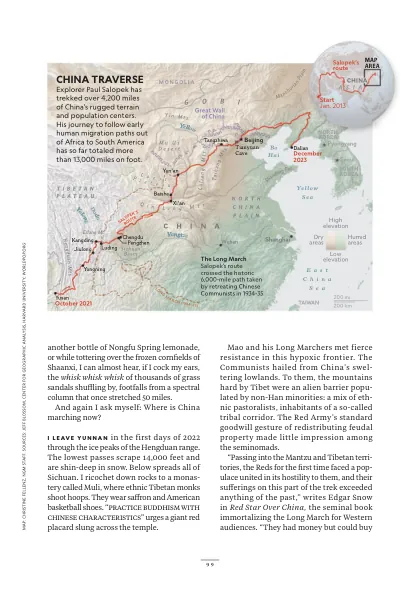 CHINA TRAVERSE
Explorer Paul Salopek has
trekked over 4,200 miles
of China's rugged terrain
and population centers.
His journey to follow early
human migration paths out
of Africa to South America
has so far totaled more
than 13,000 miles on foot.
Salopek's
route
MAP
AREA
CHINA
Start
Jan. 2013
MONGOLIA
GOBI
Great Wall
of China
Beijing
Tianyuan
Cave
Bo
Hai
Dalian
December
2023
Yan'an
Baishui
Xi'an
TIBETAN
PLATEAU
NORTH
CHINA
PLAIN
Yellow
Sea
CHINA
Kangding
Chengdu
Pengzhen
Jiulong
Luding
Yongning
Wuhan
Shanghai
High
elevation
Dry
areas
Humid
areas
Low
elevation
The Long March
Salopek's route
crossed the historic
6,000-mile path taken
by retreating Chinese
Communists in 1934-35.
East
China
Sea
TAIWAN
200 mi
200 km
October 2021
another bottle of Nongfu Spring lemonade,
or while tottering over the frozen cornfields of
Shaanxi, I can almost hear, if I cock my ears,
the whisk whisk whisk of thousands of grass
sandals shuffling by, footfalls from a spectral
column that once stretched 50 miles.
And again I ask myself: Where is China
marching now?
I LEAVE YUNNAN in the first days of 2022
through the ice peaks of the Hengduan range.
The lowest passes scrape 14,000 feet and
are shin-deep in snow. Below spreads all of
Sichuan. I ricochet down rocks to a mona-
stery called Muli, where ethnic Tibetan monks
shoot hoops. They wear saffron and American
basketball shoes. "PRACTICE BUDDHISM WITH
CHINESE CHARACTERISTICS" urges a giant red
placard slung across the temple.
Mao and his Long Marchers met fierce
resistance in this hypoxic frontier. The
Communists hailed from China's swel-
tering lowlands. To them, the mountains
hard by Tibet were an alien barrier popu-
lated by non-Han minorities: a mix of eth-
nic pastoralists, inhabitants of a so-called
tribal corridor. The Red Army's standard
goodwill gesture of redistributing feudal
property made little impression among
the seminomads.
"Passing into the Mantzu and Tibetan terri-
tories, the Reds for the first time faced a pop-
ulace united in its hostility to them, and their
sufferings on this part of the trek exceeded
anything of the past," writes Edgar Snow
in Red Star Over China, the seminal book
immortalizing the Long March for Western
audiences. "They had money but could buy
99